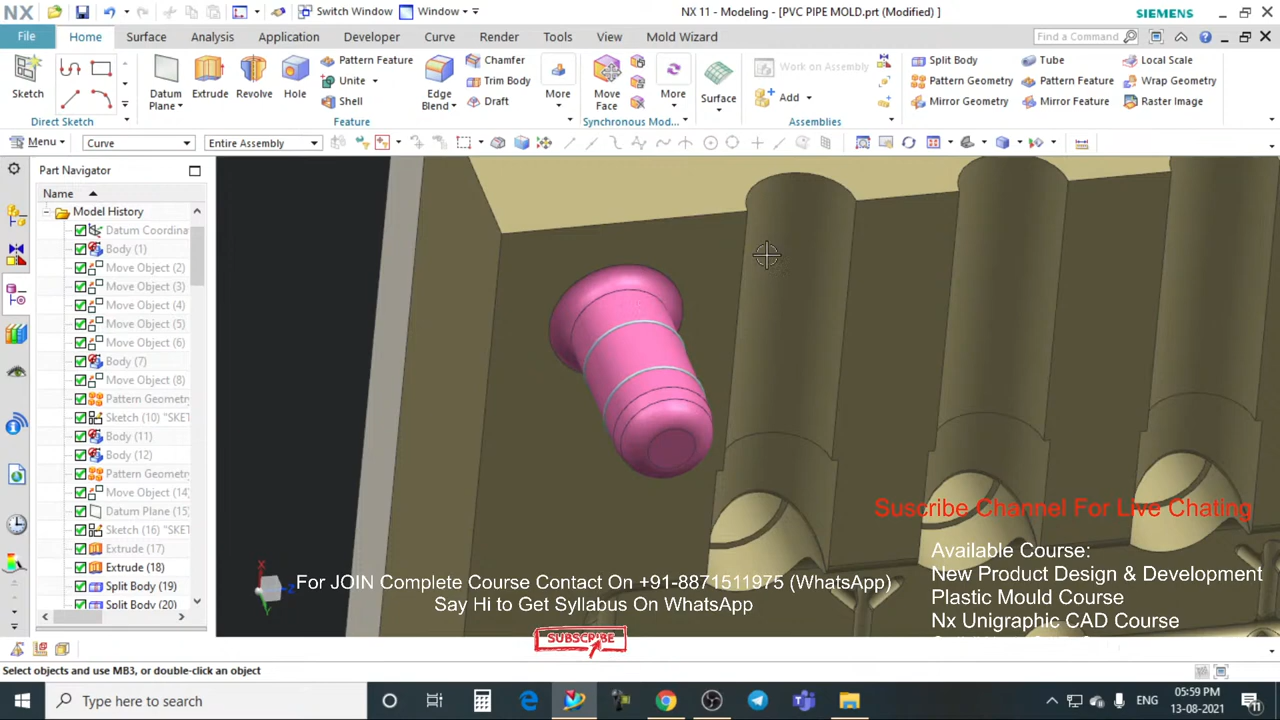 NX
Switch Window
Window
NX 11 - Modeling - [PVC PIPE MOLD.prt (Modified) ]
SIEMENS
File
Home
Surface
Analysis
Application
Developer
Curve
Render
Tools
View
Mold Wizard
Find a Command
Sketch
Datum Plane
Extrude
Revolve
Hole
Pattern Feature
Unite
Shell
Edge Blend
Chamfer
Trim Body
Draft
More
Move Face
More
Surface
Work on Assembly
Add
Split Body
Pattern Geometry
Mirror Geometry
Tube
Pattern Feature
Mirror Feature
Local Scale
Wrap Geometry
Raster Image
Direct Sketch
Feature
Synchronous Mod...
Assemblies
Menu
Curve
Entire Assembly
Part Navigator
Name
Model History
Datum Coordina
Body (1)
Move Object (2)
Move Object (3)
Move Object (4)
Move Object (5)
Move Object (6)
Body (7)
Move Object (8)
Pattern Geometry
Sketch (10) "SKET
Body (11)
Body (12)
Pattern Geometry
Move Object (14)
Datum Plane (15)
Sketch (16) "SKET
Extrude (17)
Extrude (18)
Split Body (19)
Split Body (20)
Suscribe Channel For Live Chating
Available Course:
New Product Design & Development
Plastic Mould Course
Nx Unigraphic CAD Course
For JOIN Complete Course Contact On +91-8871511975 (WhatsApp)
Say Hi to Get Syllabus On WhatsApp
SUBSCRIBE
X
Y
Z
Select objects and use MB3, or double-click an object
Type here to search
05:59 PM
ENG
13-08-2021
11